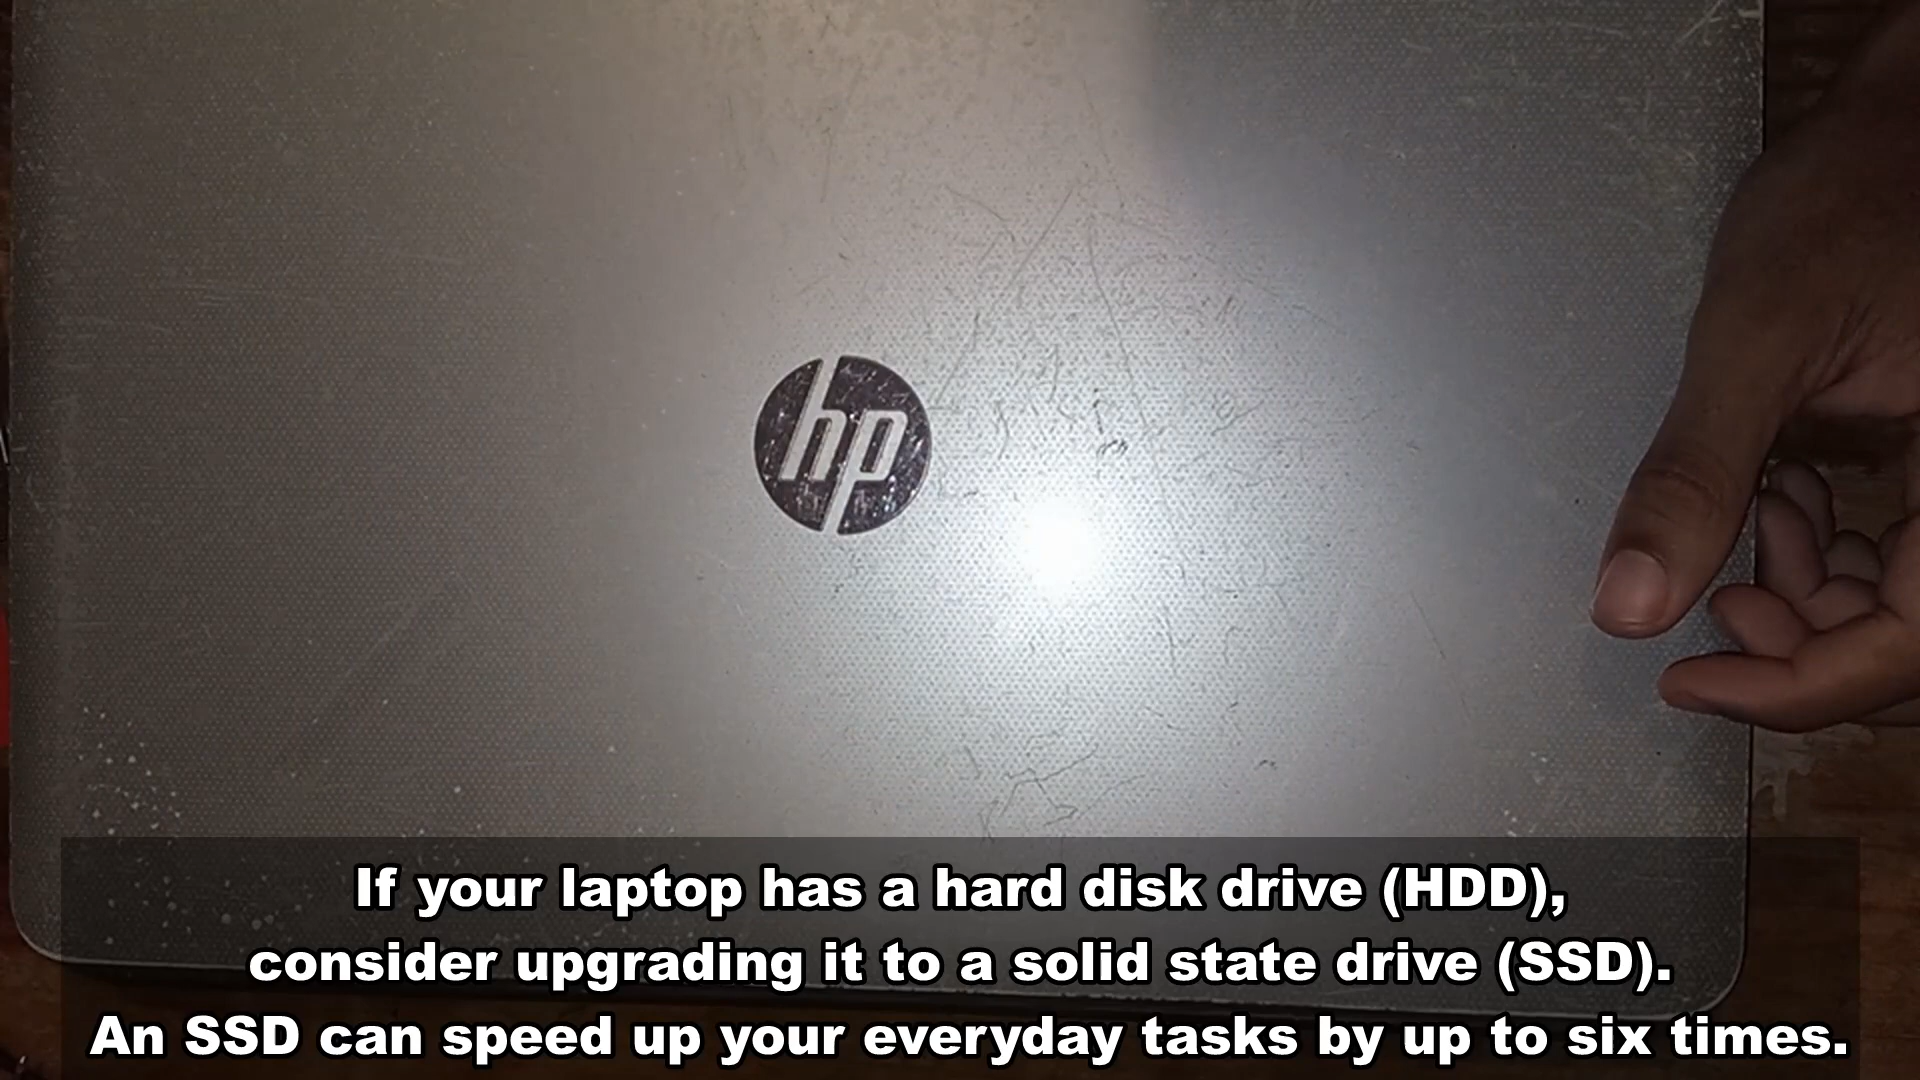 hp
If your laptop has a hard disk drive (HDD),
consider upgrading it to a solid state drive (SSD).
An SSD can speed up your everyday tasks by up to six times.